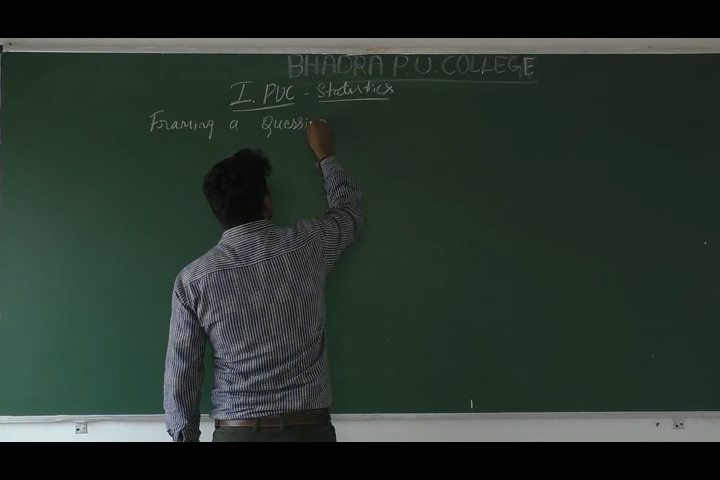 BHADRA P.U. COLLEGE
I. PUC - Statistics
Framing a Quessi